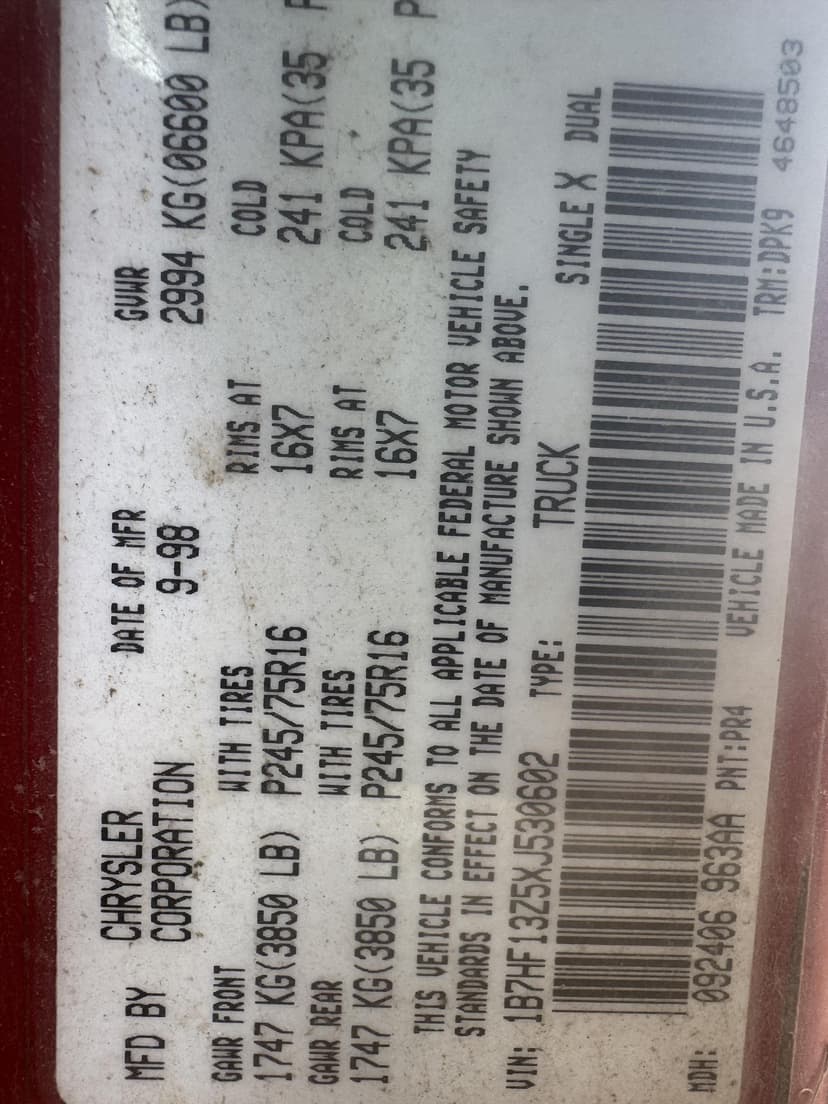 MFD BY CHRYSLER CORPORATION DATE OF MFR 9-98 GVWR 2994 KG(06600 LB)
GAWR FRONT WITH TIRES RIMS AT COLD
1747 KG(3850 LB) P245/75R16 16X7 241 KPA(35 P
GAWR REAR WITH TIRES RIMS AT COLD
1747 KG(3850 LB) P245/75R16 16X7 241 KPA(35 P
THIS VEHICLE CONFORMS TO ALL APPLICABLE FEDERAL MOTOR VEHICLE SAFETY
STANDARDS IN EFFECT ON THE DATE OF MANUFACTURE SHOWN ABOVE.
VIN: 1B7HF13Z5XJ530602 TYPE: TRUCK SINGLE X DUAL
MDH: 092406 963AA PNT:PR4 VEHICLE MADE IN U.S.A. TRM:DPK9
4648503